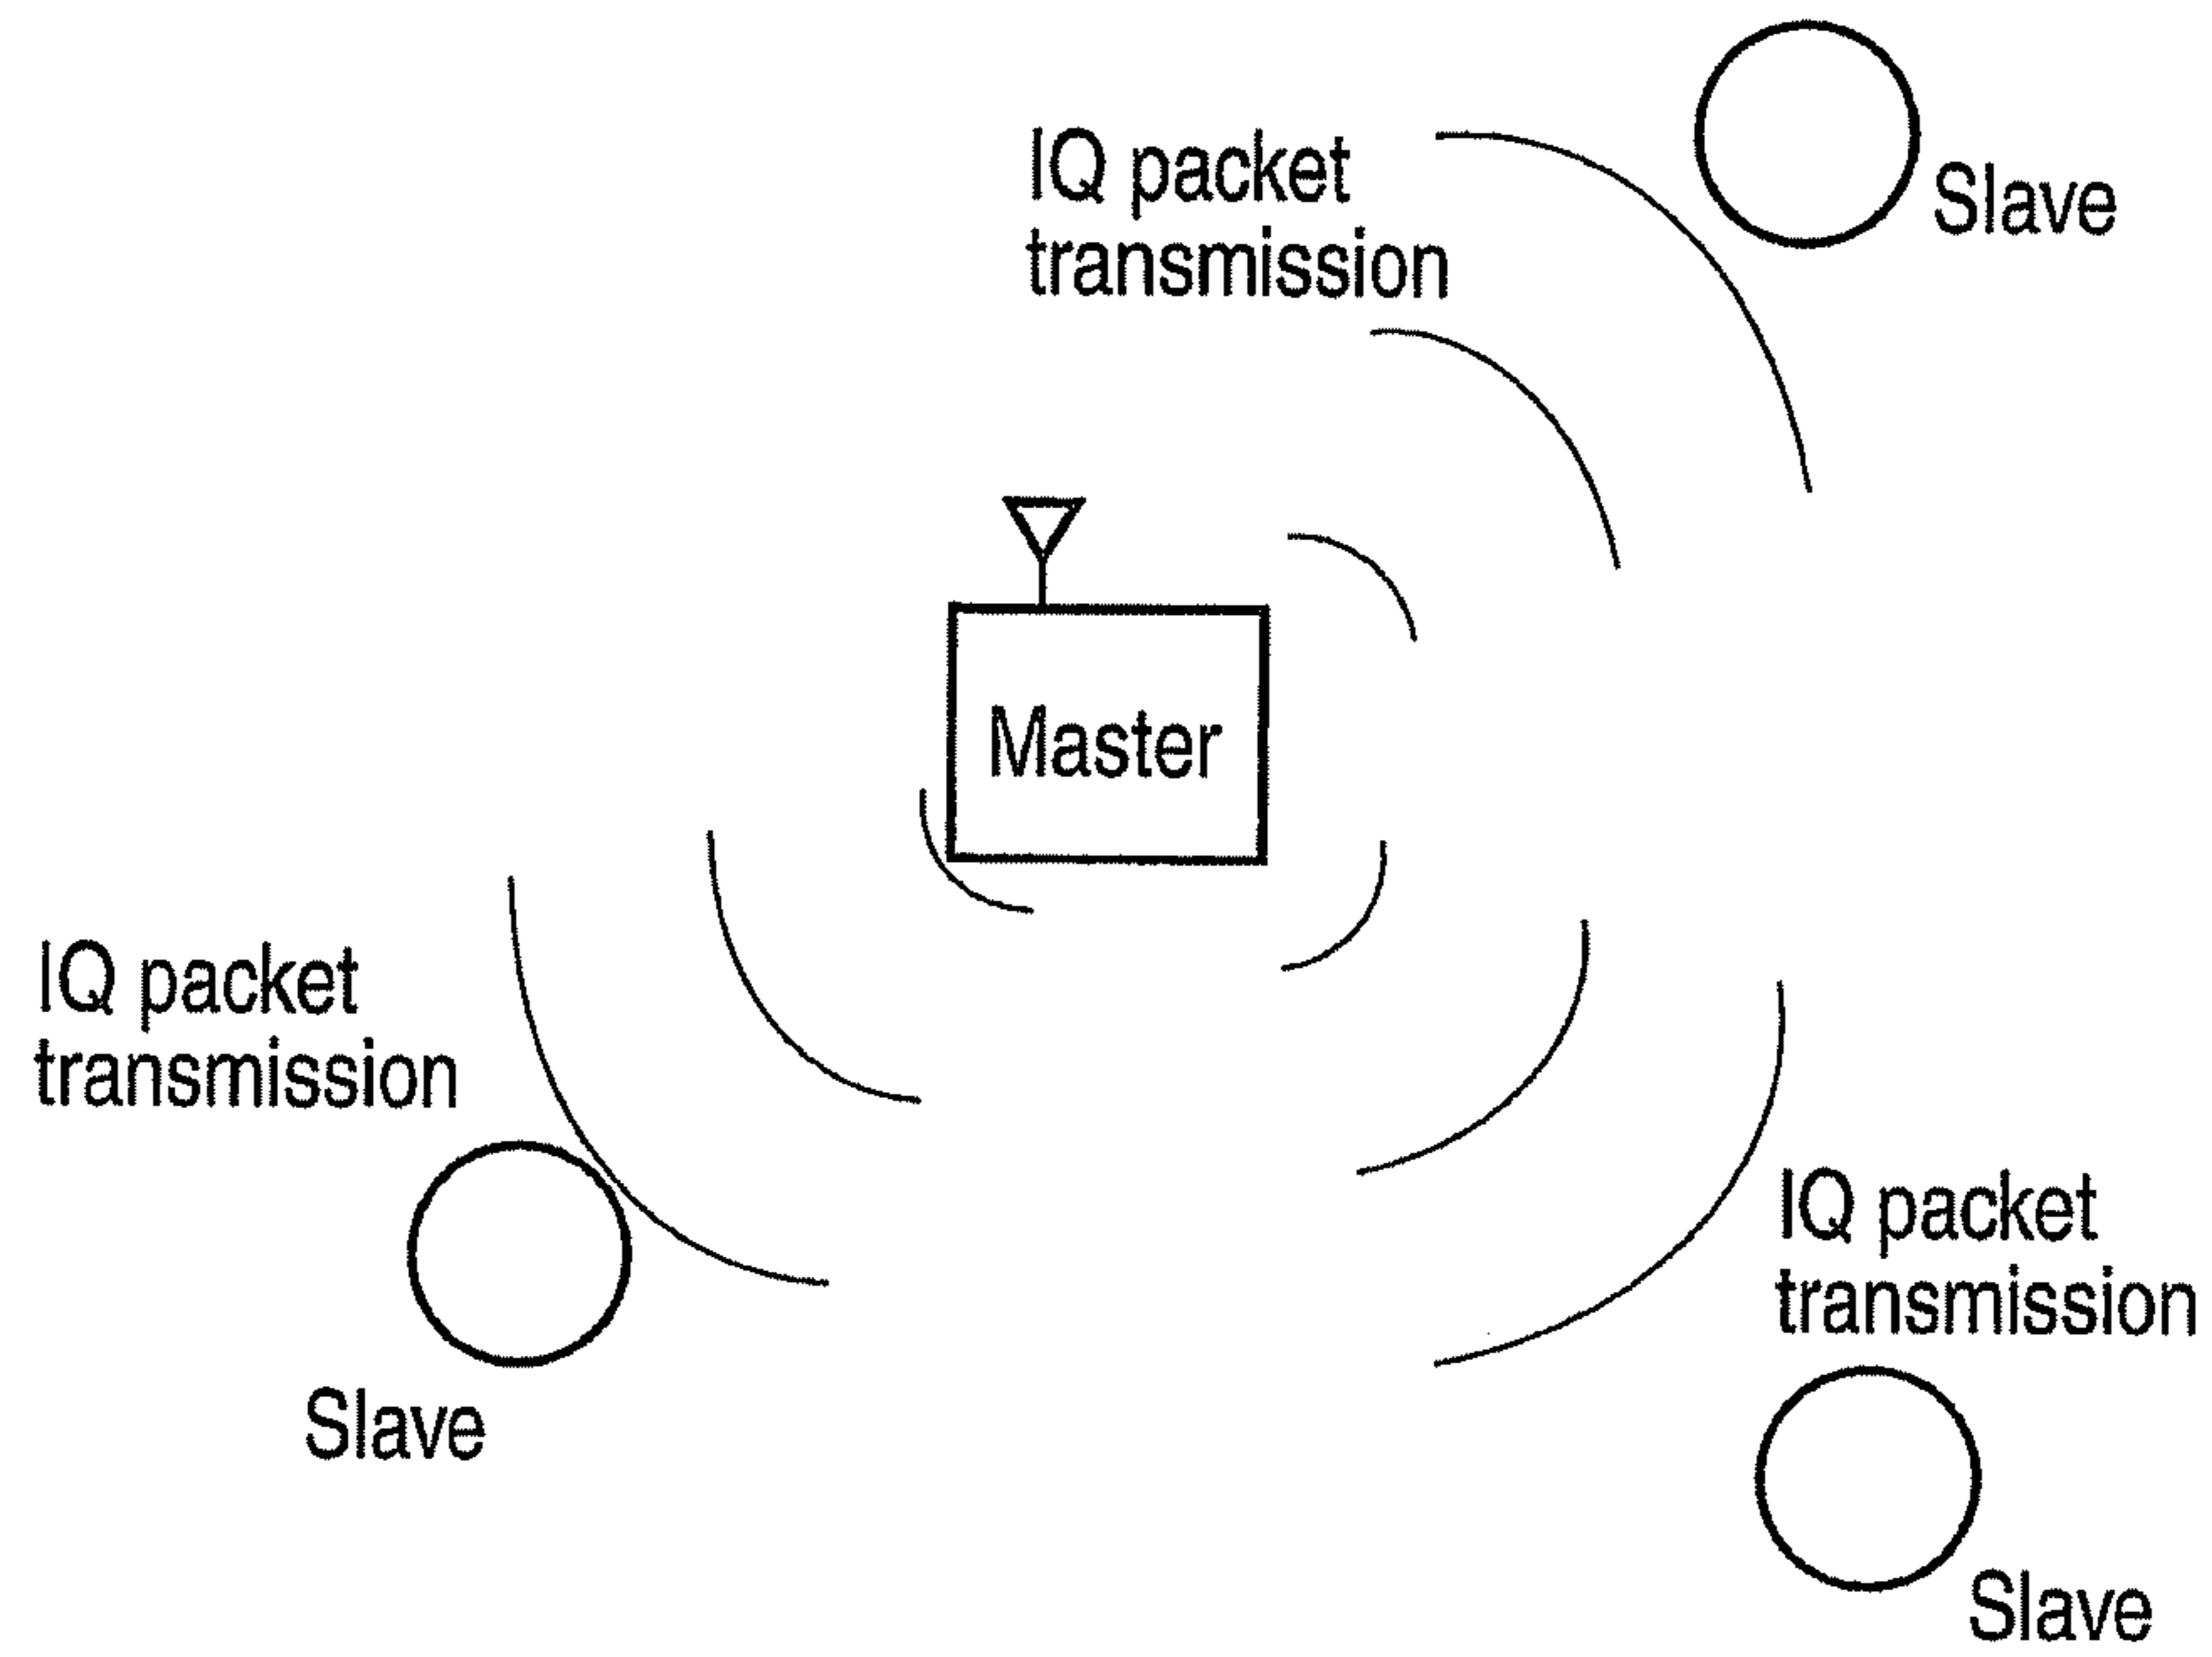 IQ packet
transmission
Slave
Master
IQ packet
transmission
Slave
IQ packet
transmission
Slave